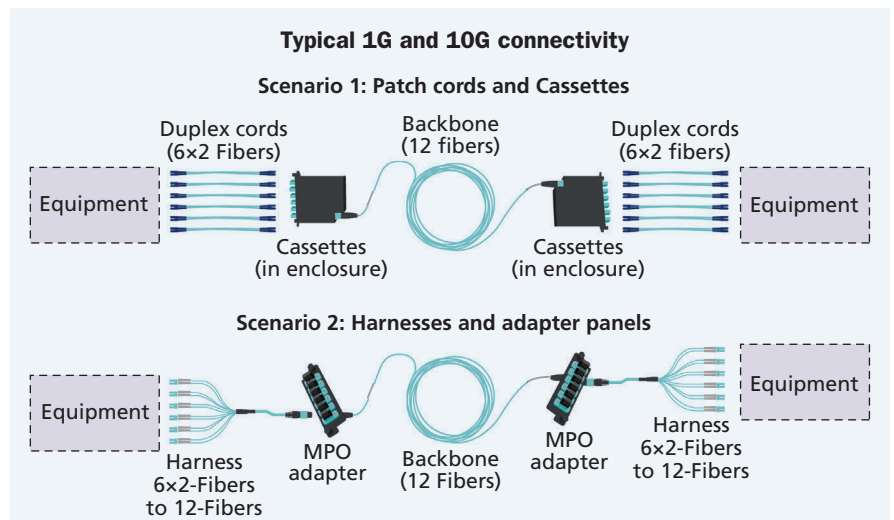 Typical 1G and 10G connectivity
Scenario 1: Patch cords and Cassettes
Duplex cords
(6×2 Fibers)
Backbone
(12 fibers)
Duplex cords
(6×2 fibers)
Equipment
Equipment
Cassettes
(in enclosure)
Cassettes
(in enclosure)
Scenario 2: Harnesses and adapter panels
Equipment
Equipment
Harness
6×2-Fibers
to 12-Fibers
MPO
adapter
Backbone
(12 Fibers)
MPO
adapter
Harness
6×2-Fibers
to 12-Fibers